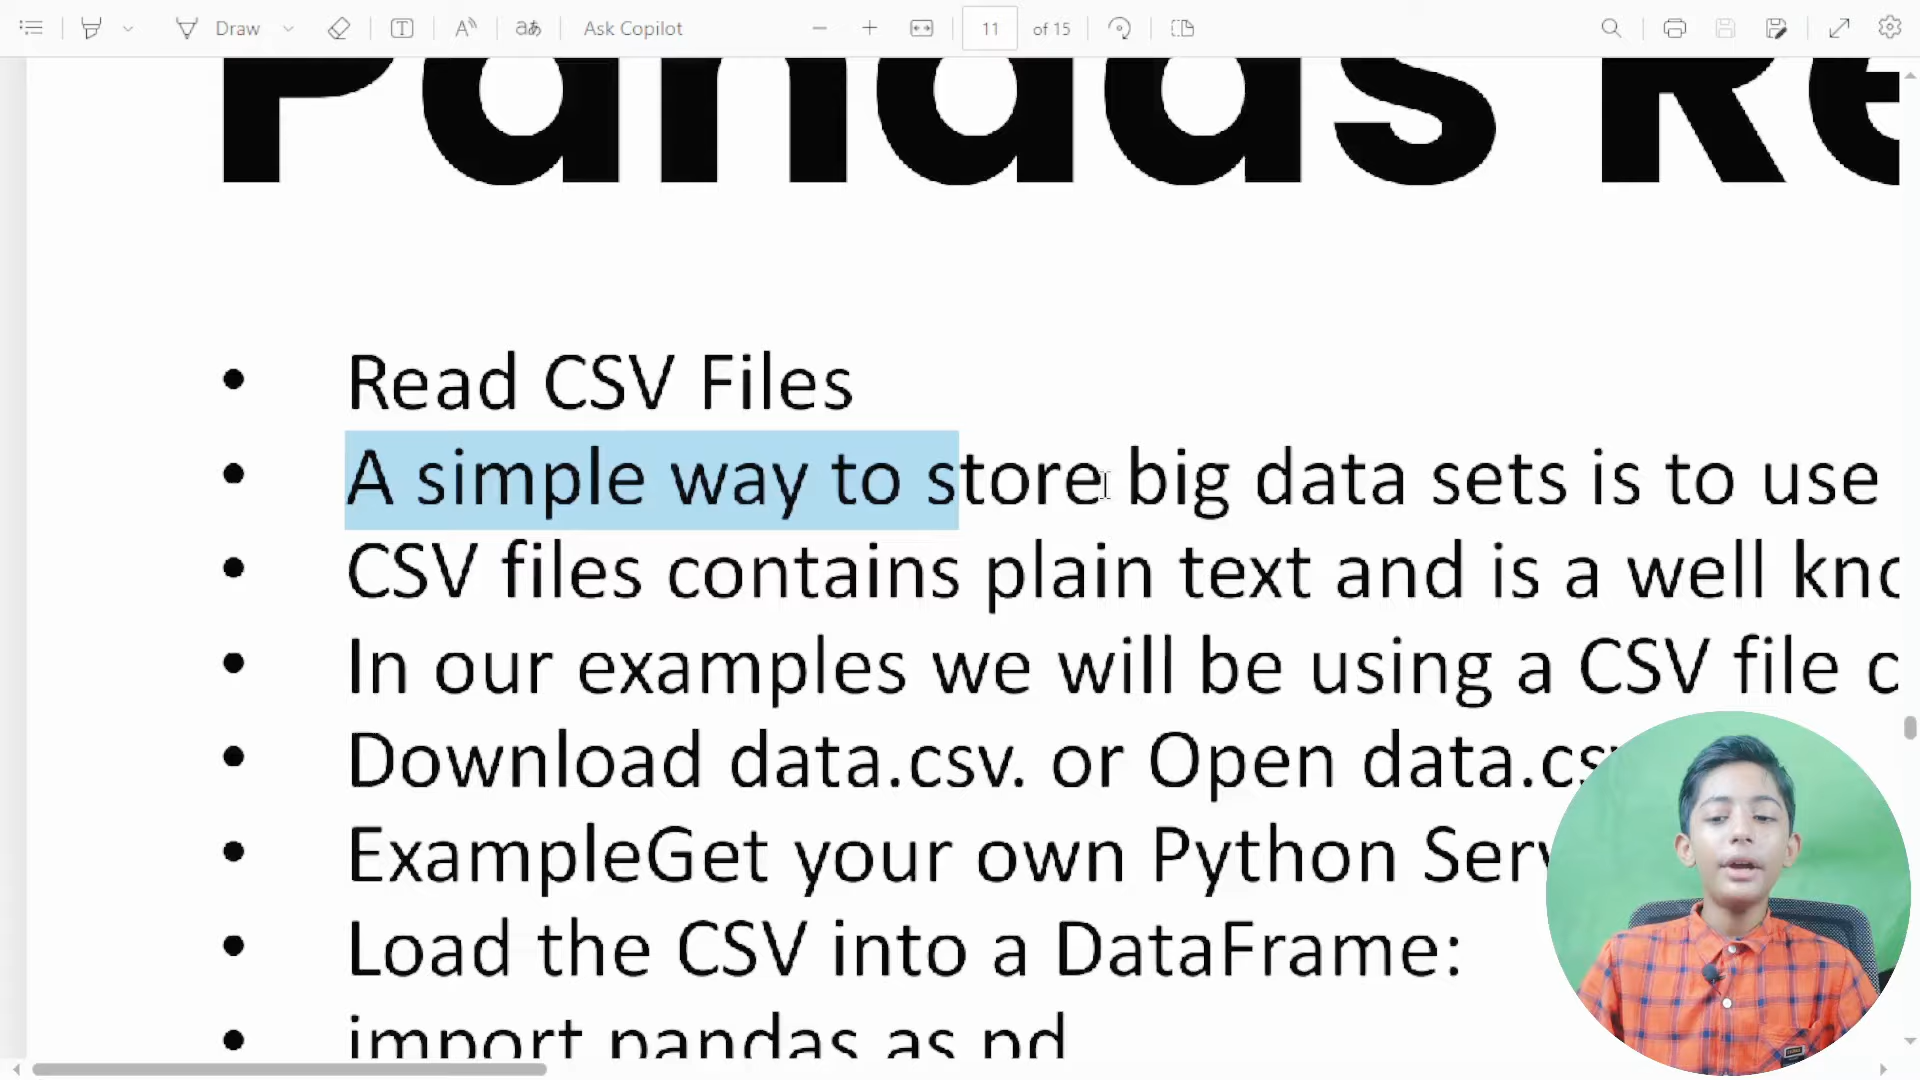 Draw
Ask Copilot
11 of 15
Pandas Re
• Read CSV Files
• A simple way to store big data sets is to use
• CSV files contains plain text and is a well kno
• In our examples we will be using a CSV file c
• Download data.csv. or Open data.cs
• ExampleGet your own Python Serv
• Load the CSV into a DataFrame:
• import pandas as pd